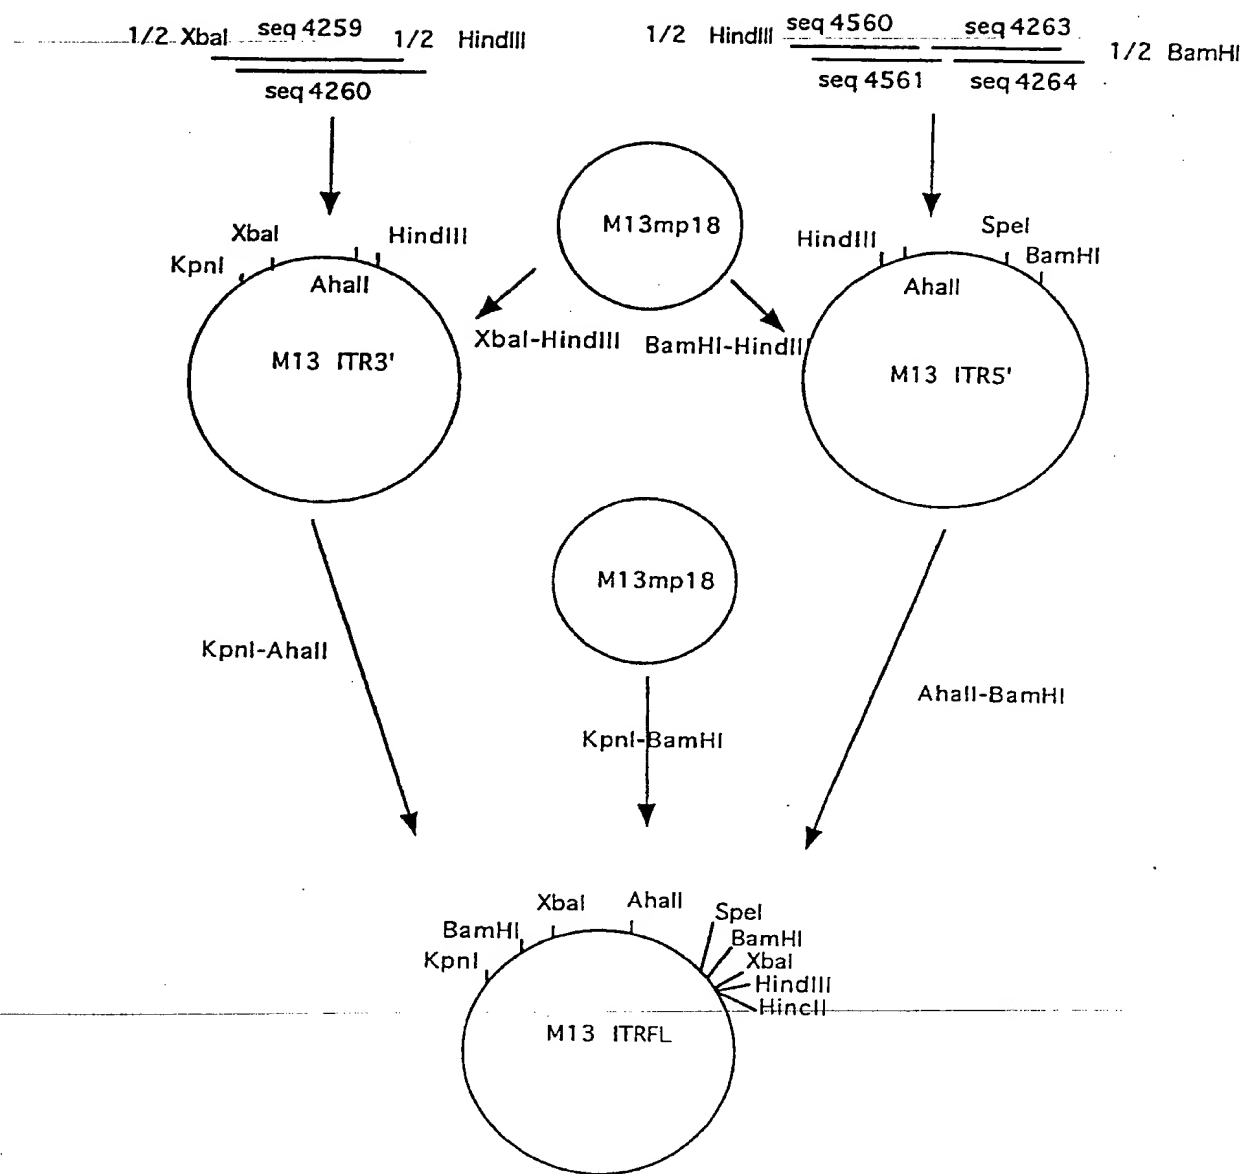 1/2 XbaI seq 4259 1/2 HindIII
seq 4260
1/2 HindIII seq 4560 seq 4263 1/2 BamHI
seq 4561 seq 4264
M13mp18
KpnI XbaI HindIII
AhaII
M13 ITR3'
XbaI-HindIII
BamHI-HindIII
HindIII SpeI BamHI
AhaII
M13 ITR5'
M13mp18
KpnI-AhaII
KpnI-BamHI
AhaII-BamHI
KpnI
BamHI
XbaI
AhaII
SpeI
BamHI
XbaI
HindIII
HincII
M13 ITRFL